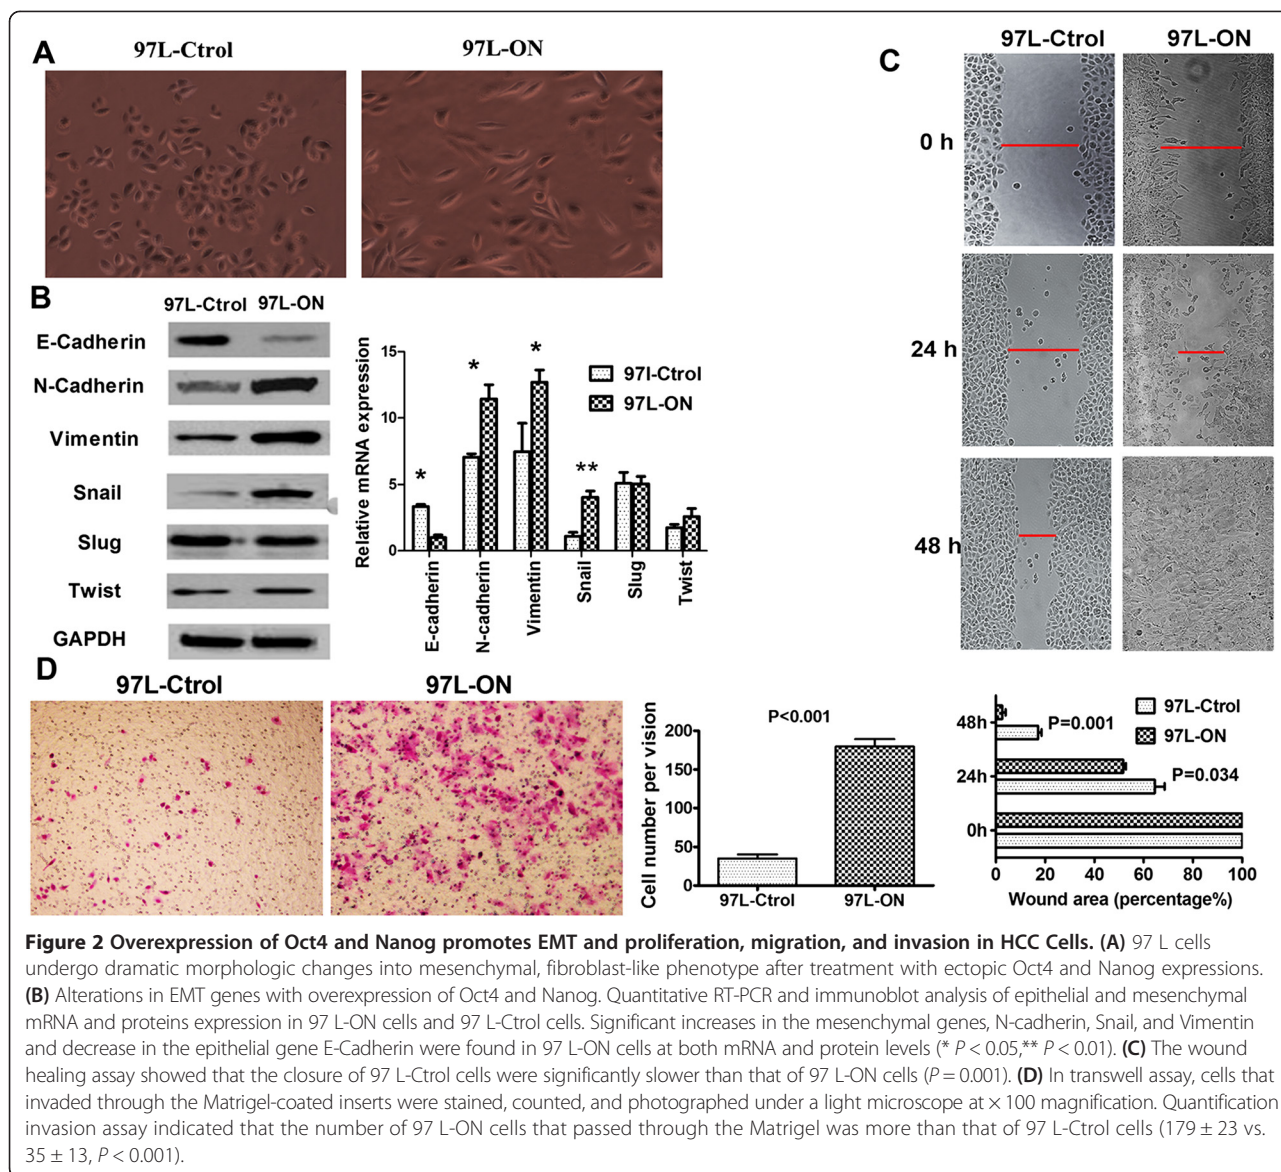 A
97L-Ctrol
97L-ON
B
97L-Ctrol
97L-ON
E-Cadherin
N-Cadherin
Vimentin
Snail
Slug
Twist
GAPDH
Relative mRNA expression
15
10
5
0
*
*
*
**
97l-Ctrol
97L-ON
E-cadherin
N-cadherin
Vimentin
Snail
Slug
Twist
C
97L-Ctrol
97L-ON
0 h
24 h
48 h
D
97L-Ctrol
97L-ON
Cell number per vision
200
150
100
50
0
P<0.001
97L-Ctrol
97L-ON
48h
24h
0h
P=0.001
P=0.034
97L-Ctrol
97L-ON
0
20
40
60
80
100
Wound area (percentage%)
Figure 2 Overexpression of Oct4 and Nanog promotes EMT and proliferation, migration, and invasion in HCC Cells. (A) 97 L cells
undergo dramatic morphologic changes into mesenchymal, fibroblast-like phenotype after treatment with ectopic Oct4 and Nanog expressions.
(B) Alterations in EMT genes with overexpression of Oct4 and Nanog. Quantitative RT-PCR and immunoblot analysis of epithelial and mesenchymal
mRNA and proteins expression in 97 L-ON cells and 97 L-Ctrol cells. Significant increases in the mesenchymal genes, N-cadherin, Snail, and Vimentin
and decrease in the epithelial gene E-Cadherin were found in 97 L-ON cells at both mRNA and protein levels (* P < 0.05,** P < 0.01). (C) The wound
healing assay showed that the closure of 97 L-Ctrol cells were significantly slower than that of 97 L-ON cells (P = 0.001). (D) In transwell assay, cells that
invaded through the Matrigel-coated inserts were stained, counted, and photographed under a light microscope at × 100 magnification. Quantification
invasion assay indicated that the number of 97 L-ON cells that passed through the Matrigel was more than that of 97 L-Ctrol cells (179 ± 23 vs.
35 ± 13, P < 0.001).